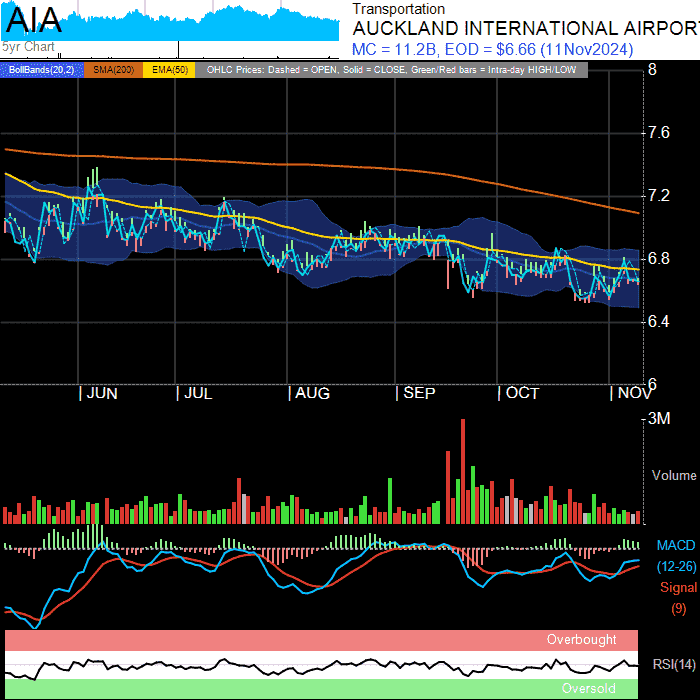 AIA
5yr Chart
Transportation
AUCKLAND INTERNATIONAL AIRPOR
MC = 11.2B, EOD = $6.66 (11Nov2024)
BollBands(20,2) SMA(200) EMA(50) OHLC Prices: Dashed = OPEN, Solid = CLOSE, Green/Red bars = Intra-day HIGH/LOW
8
7.6
7.2
6.8
6.4
6
JUN JUL AUG SEP OCT NOV
3M
Volume
MACD
(12-26)
Signal
(9)
Overbought
RSI(14)
Oversold